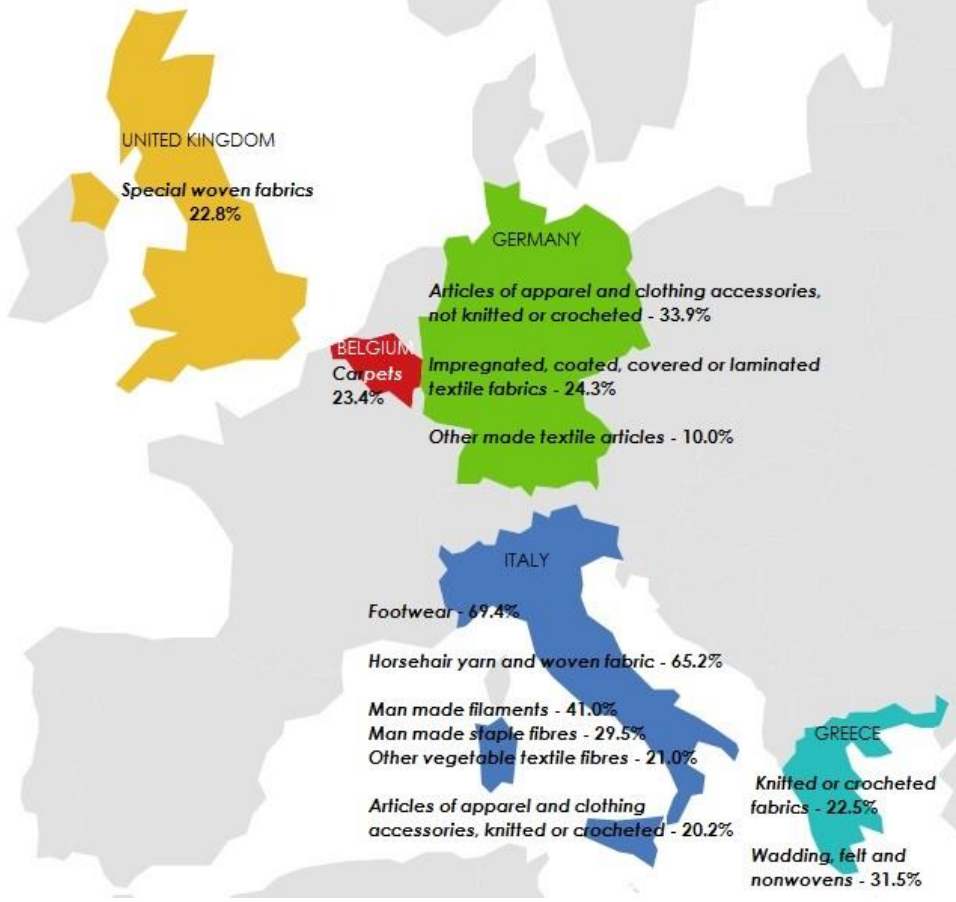 UNITED KINGDOM
Special woven fabrics
22.8%
GERMANY
Articles of apparel and clothing accessories,
not knitted or crocheted - 33.9%
Impregnated, coated, covered or laminated
textile fabrics - 24.3%
Other made textile articles - 10.0%
BELGIUM
Carpets
23.4%
ITALY
Footwear - 69.4%
Horsehair yarn and woven fabric - 65.2%
Man made filaments - 41.0%
Man made staple fibres - 29.5%
Other vegetable textile fibres - 21.0%
Articles of apparel and clothing
accessories, knitted or crocheted - 20.2%
GREECE
Knitted or crocheted
fabrics - 22.5%
Wadding, felt and
nonwovens - 31.5%